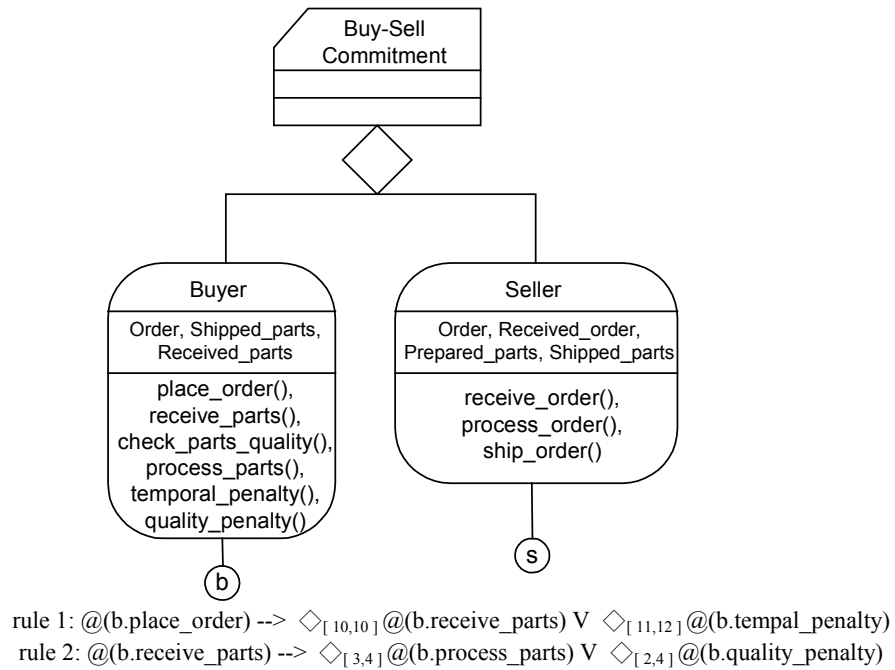 Buy-Sell
Commitment
Buyer
Order, Shipped_parts,
Received_parts
place_order(),
receive_parts(),
check_parts_quality(),
process_parts(),
temporal_penalty(),
quality_penalty()
b
Seller
Order, Received_order,
Prepared_parts, Shipped_parts
receive_order(),
process_order(),
ship_order()
s
rule 1: @(b.place_order) --> ◇[ 10,10 ] @(b.receive_parts) V ◇[ 11,12 ] @(b.tempal_penalty)
rule 2: @(b.receive_parts) --> ◇[ 3,4 ] @(b.process_parts) V ◇[ 2,4 ] @(b.quality_penalty)